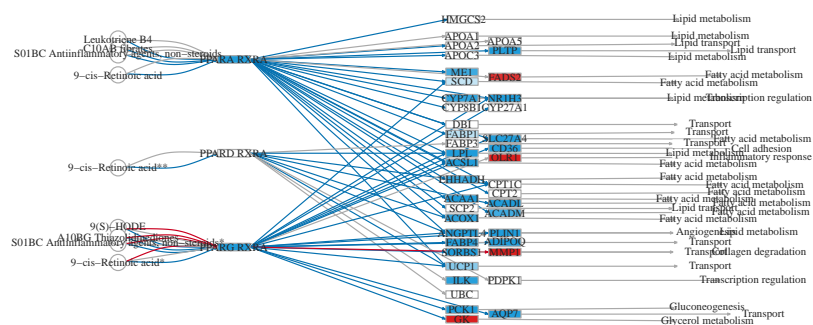 HMGCS2
Lipid metabolism
Leukotriene B4
C10AB fibrates
S01BC Antiinflammatory agents, non-steroids
PPARA RXRA
9-cis-Retinoic acid
APOA1
Lipid metabolism
APOA2
APOA5
Lipid transport
PLTP
Lipid transport
APOC3
Lipid metabolism
ME1
FADS2
Fatty acid metabolism
SCD
Fatty acid metabolism
CYP7A1
NR1H3
Lipid metabolism
Transcription regulation
CYP8B1
CYP27A1
DBI
Transport
FABP1
Transport
SLC27A4
Fatty acid metabolism
FABP3
Transport
CD36
Cell adhesion
LPL
Lipid metabolism
OLR1
Inflammatory response
ACSL1
Fatty acid metabolism
PPARD RXRA
9-cis-Retinoic acid**
EHHADH
Fatty acid metabolism
CPT1C
Fatty acid metabolism
CPT2
Fatty acid metabolism
ACAA1
ACADL
Fatty acid metabolism
SCP2
Lipid transport
ACADM
Fatty acid metabolism
ACOX1
Fatty acid metabolism
9(S)-HODE
A10BG Thiazolidinediones
S01BC Antiinflammatory agents, non-steroids*
PPARG RXRA
9-cis-Retinoic acid*
ANGPTL4
PLIN1
Angiogenesis
Lipid metabolism
FABP4
ADIPOQ
Transport
SORBS1
MMP1
Transport
Collagen degradation
UCP1
Transport
ILK
PDPK1
Transcription regulation
UBC
PCK1
Gluconeogenesis
AQP7
Transport
GK
Glycerol metabolism